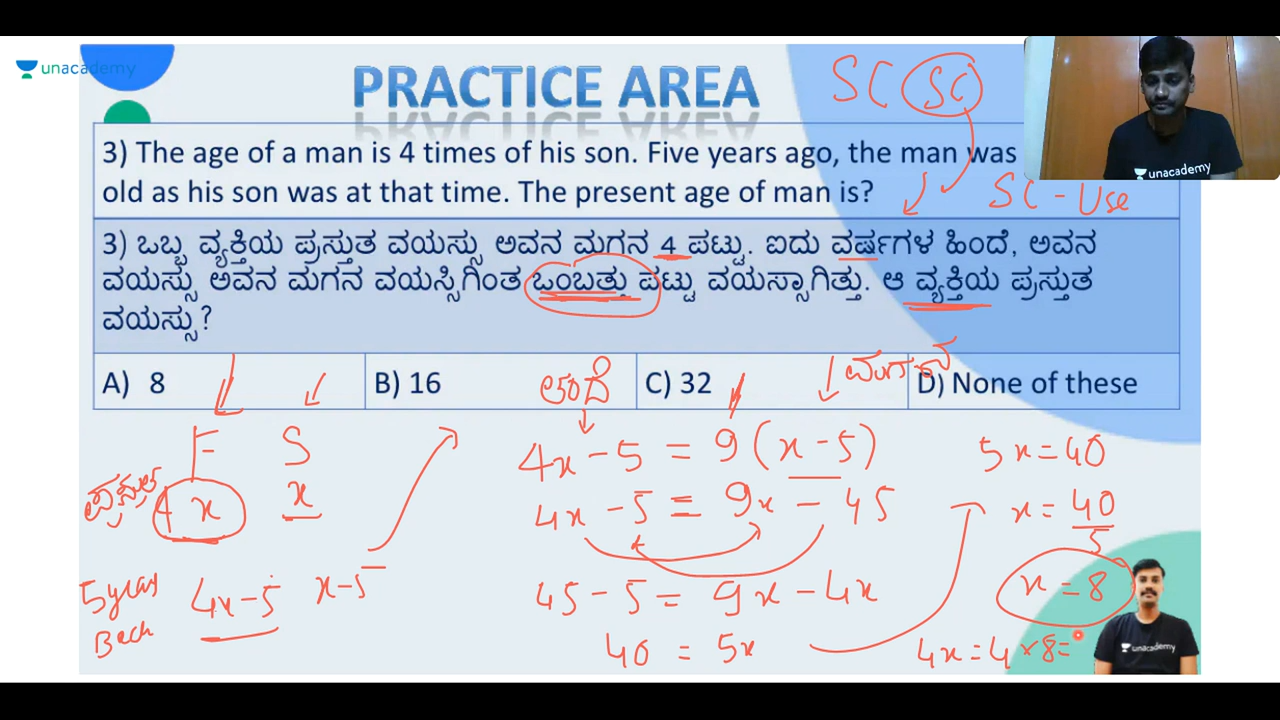 unacademy
PRACTICE AREA
SC SC
3) The age of a man is 4 times of his son. Five years ago, the man was
old as his son was at that time. The present age of man is?
SC - Use
unacademy
3) ಒಬ್ಬ ವ್ಯಕ್ತಿಯ ಪ್ರಸ್ತುತ ವಯಸ್ಸು ಅವನ ಮಗನ 4 ಪಟ್ಟು. ಐದು ವರ್ಷಗಳ ಹಿಂದೆ, ಅವನ
ವಯಸ್ಸು ಅವನ ಮಗನ ವಯಸ್ಸಿಗಿಂತ ಒಂಬತ್ತು ಪಟ್ಟು ವಯಸ್ಸಾಗಿತ್ತು. ಆ ವ್ಯಕ್ತಿಯ ಪ್ರಸ್ತುತ
ವಯಸ್ಸು?
A) 8 B) 16 C) 32 D) None of these
F S
4x x
5 years Back 4x-5 x-5
4x - 5 = 9 (x - 5)
4x - 5 = 9x - 45
45 - 5 = 9x - 4x
40 = 5x
5x = 40
x = 40
5
x = 8
4x = 4 x 8 =
unacademy